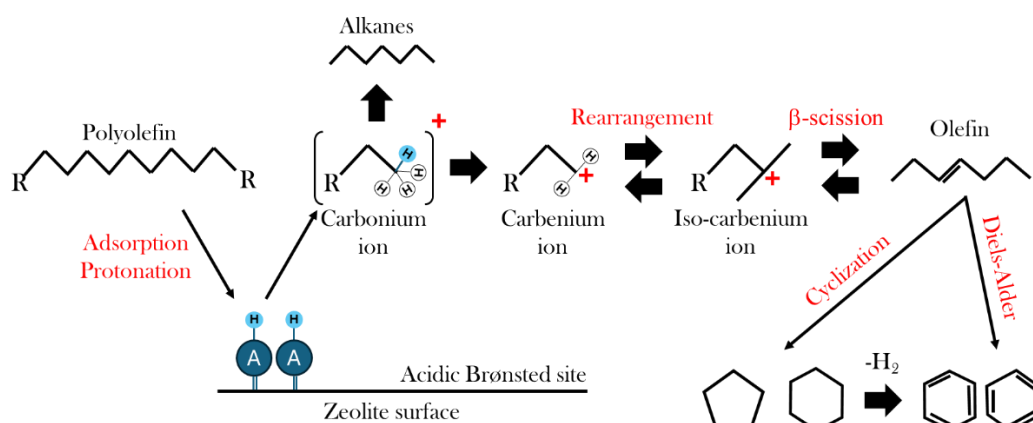 Alkanes
Polyolefin
R
R
Adsorption
Protonation
+
H
H
H
H
R
Carbonium
ion
R
H
H
+
Carbenium
ion
Rearrangement
R
+
Iso-carbenium
ion
β-scission
Olefin
Cyclization
Diels-Alder
H
H
A
A
Acidic Brønsted site
Zeolite surface
-H₂